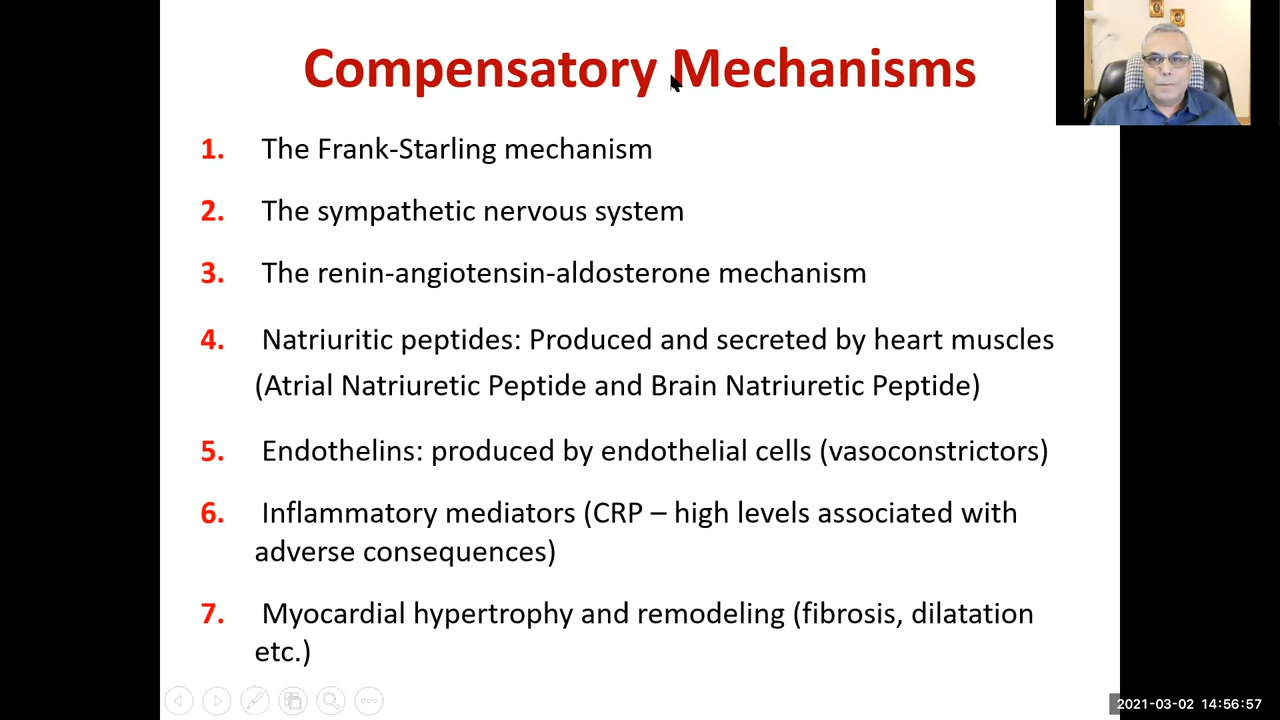 Compensatory Mechanisms
1. The Frank-Starling mechanism
2. The sympathetic nervous system
3. The renin-angiotensin-aldosterone mechanism
4. Natriuritic peptides: Produced and secreted by heart muscles
(Atrial Natriuretic Peptide and Brain Natriuretic Peptide)
5. Endothelins: produced by endothelial cells (vasoconstrictors)
6. Inflammatory mediators (CRP – high levels associated with
adverse consequences)
7. Myocardial hypertrophy and remodeling (fibrosis, dilatation
etc.)
2021-03-02 14:56:57